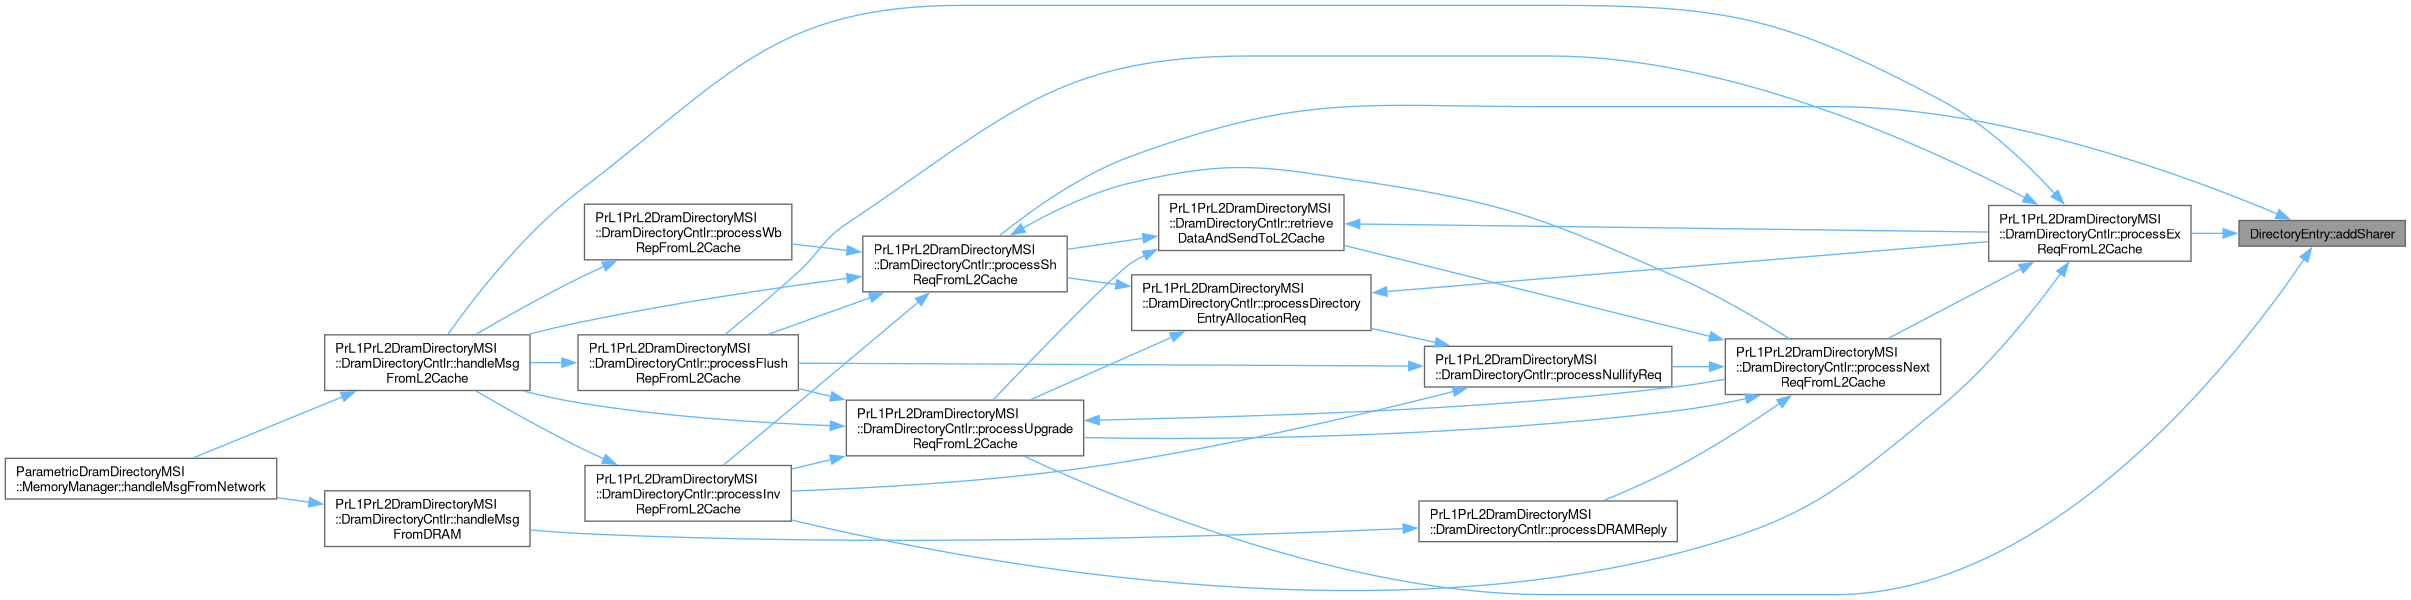 PrL1PrL2DramDirectoryMSI
::DramDirectoryCntlr::processWb
RepFromL2Cache
PrL1PrL2DramDirectoryMSI
::DramDirectoryCntlr::retrieve
DataAndSendToL2Cache
PrL1PrL2DramDirectoryMSI
::DramDirectoryCntlr::processEx
ReqFromL2Cache
DirectoryEntry::addSharer
PrL1PrL2DramDirectoryMSI
::DramDirectoryCntlr::processSh
ReqFromL2Cache
PrL1PrL2DramDirectoryMSI
::DramDirectoryCntlr::processDirectory
EntryAllocationReq
PrL1PrL2DramDirectoryMSI
::DramDirectoryCntlr::handleMsg
FromL2Cache
PrL1PrL2DramDirectoryMSI
::DramDirectoryCntlr::processFlush
RepFromL2Cache
PrL1PrL2DramDirectoryMSI
::DramDirectoryCntlr::processNullifyReq
PrL1PrL2DramDirectoryMSI
::DramDirectoryCntlr::processNext
ReqFromL2Cache
PrL1PrL2DramDirectoryMSI
::DramDirectoryCntlr::processUpgrade
ReqFromL2Cache
ParametricDramDirectoryMSI
::MemoryManager::handleMsgFromNetwork
PrL1PrL2DramDirectoryMSI
::DramDirectoryCntlr::processInv
RepFromL2Cache
PrL1PrL2DramDirectoryMSI
::DramDirectoryCntlr::handleMsg
FromDRAM
PrL1PrL2DramDirectoryMSI
::DramDirectoryCntlr::processDRAMReply